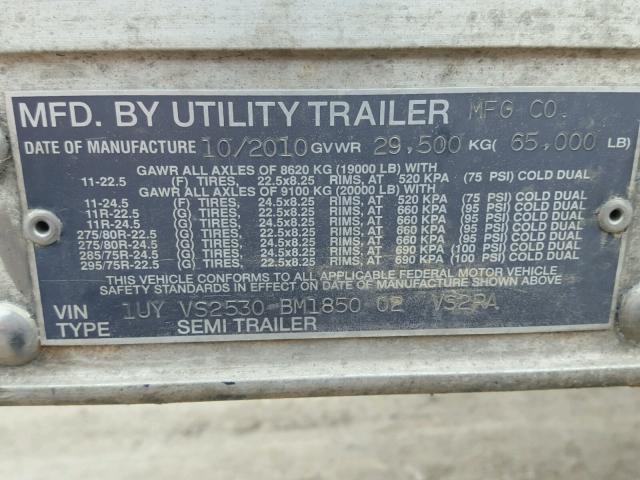 MFD. BY UTILITY TRAILER MFG CO.
DATE OF MANUFACTURE 10/2010 GVWR 29,500 KG( 65,000 LB)
GAWR ALL AXLES OF 8620 KG (19000 LB) WITH
11-22.5 (F) TIRES, 22.5x8.25 RIMS, AT 520 KPA (75 PSI) COLD DUAL
GAWR ALL AXLES OF 9100 KG (20000 LB) WITH
11-24.5 (F) TIRES, 24.5x8.25 RIMS, AT 520 KPA (75 PSI) COLD DUAL
11R-22.5 (G) TIRES, 22.5x8.25 RIMS, AT 660 KPA (95 PSI) COLD DUAL
11R-24.5 (G) TIRES, 24.5x8.25 RIMS, AT 660 KPA (95 PSI) COLD DUAL
275/80R-22.5 (G) TIRES, 22.5x8.25 RIMS, AT 660 KPA (95 PSI) COLD DUAL
275/80R-24.5 (G) TIRES, 24.5x8.25 RIMS, AT 660 KPA (95 PSI) COLD DUAL
285/75R-24.5 (G) TIRES, 24.5x8.25 RIMS, AT 690 KPA (100 PSI) COLD DUAL
295/75R-22.5 (G) TIRES, 22.5x8.25 RIMS, AT 690 KPA (100 PSI) COLD DUAL
THIS VEHICLE CONFORMS TO ALL APPLICABLE FEDERAL MOTOR VEHICLE
SAFETY STANDARDS IN EFFECT ON DATE OF MANUFACTURE SHOWN ABOVE.
VIN 1UY VS2530 BM1850 02 VS2RA
TYPE SEMI TRAILER